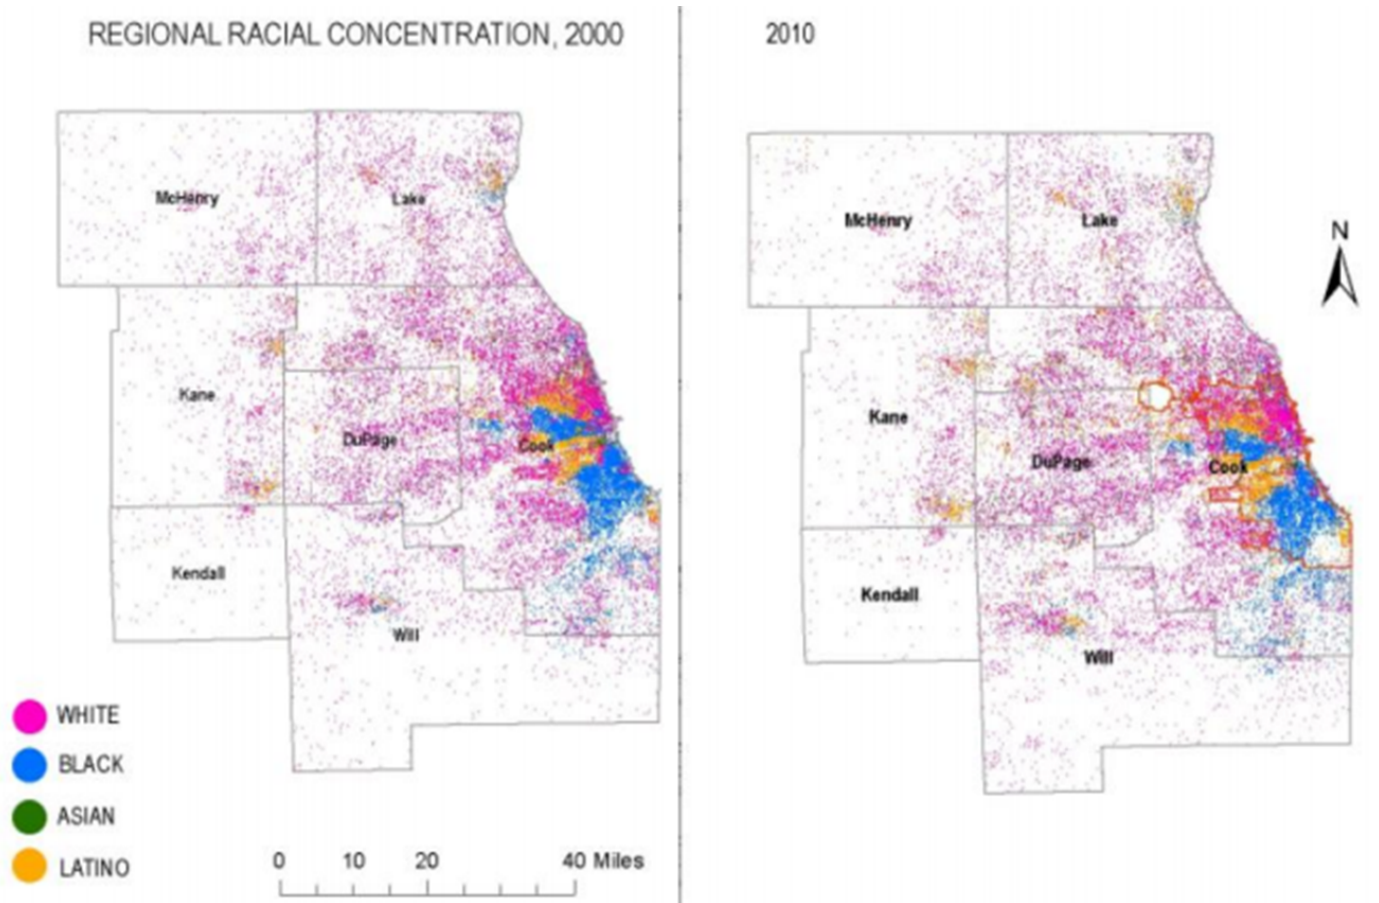 REGIONAL RACIAL CONCENTRATION, 2000
2010
McHenry
Lake
Kane
DuPage
Cook
Kendall
Will
WHITE
BLACK
ASIAN
LATINO
0 10 20 40 Miles
N
McHenry
Lake
Kane
DuPage
Cook
Kendall
Will